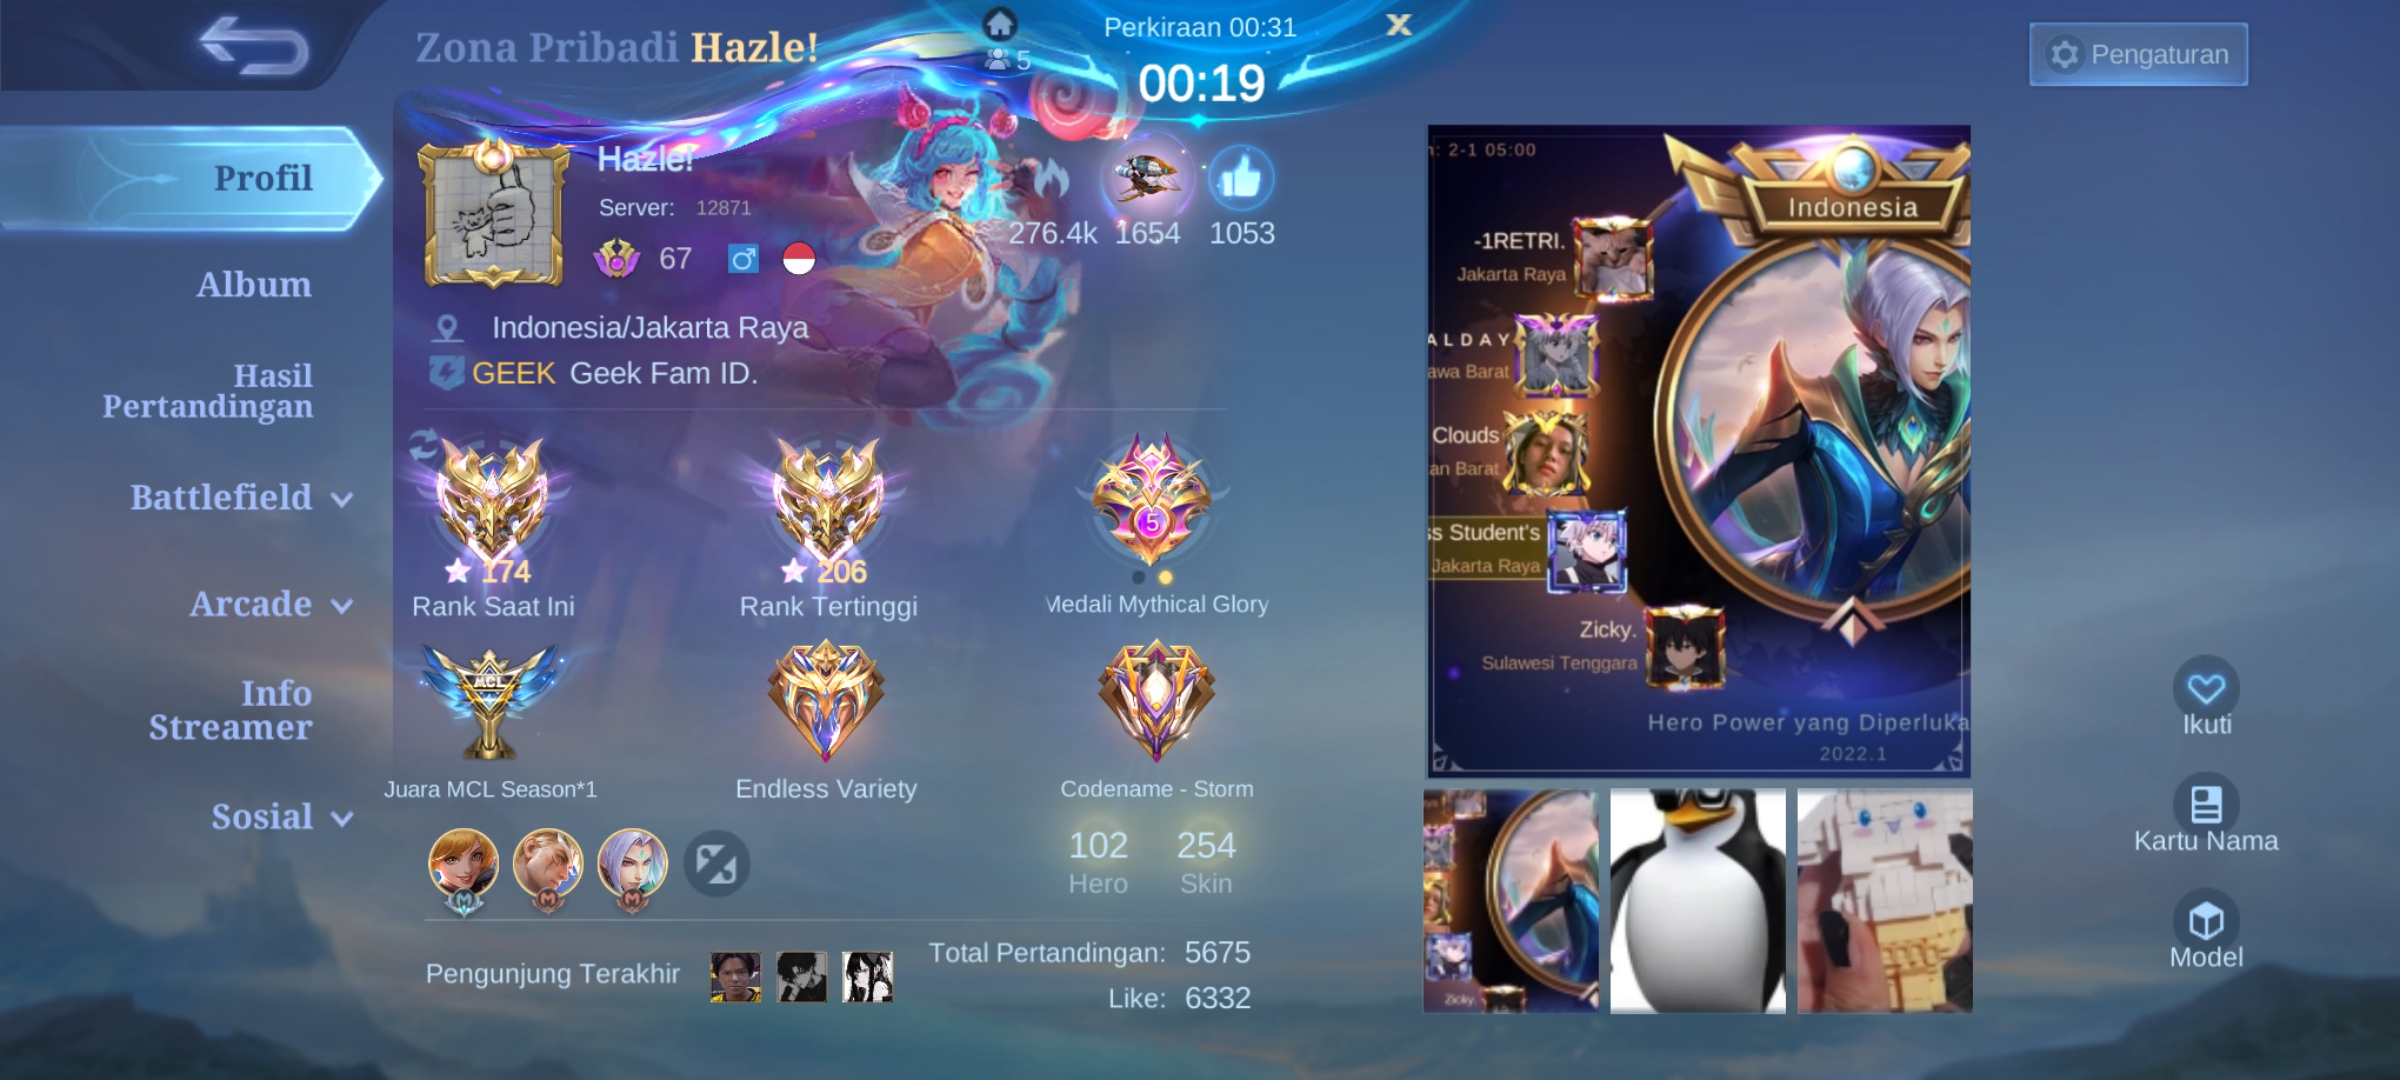 Zona Pribadi Hazle!
5
Perkiraan 00:31
00:19
X
Pengaturan
Profil
Album
Hasil
Pertandingan
Battlefield
Arcade
Info
Streamer
Sosial
Hazle!
Server: 12871
67
276.4k 1654 1053
Indonesia/Jakarta Raya
GEEK Geek Fam ID.
174
Rank Saat Ini
206
Rank Tertinggi
5
Medali Mythical Glory
MCL
Juara MCL Season*1
Endless Variety
Codename - Storm
102
Hero
254
Skin
Pengunjung Terakhir
Total Pertandingan: 5675
Like: 6332
2-1 05:00
Indonesia
-1RETRI.
Jakarta Raya
ALDAY
awa Barat
Clouds
an Barat
ss Student's
Jakarta Raya
Zicky.
Sulawesi Tenggara
Hero Power yang Diperluka
2022.1
Zicky.
Ikuti
Kartu Nama
Model